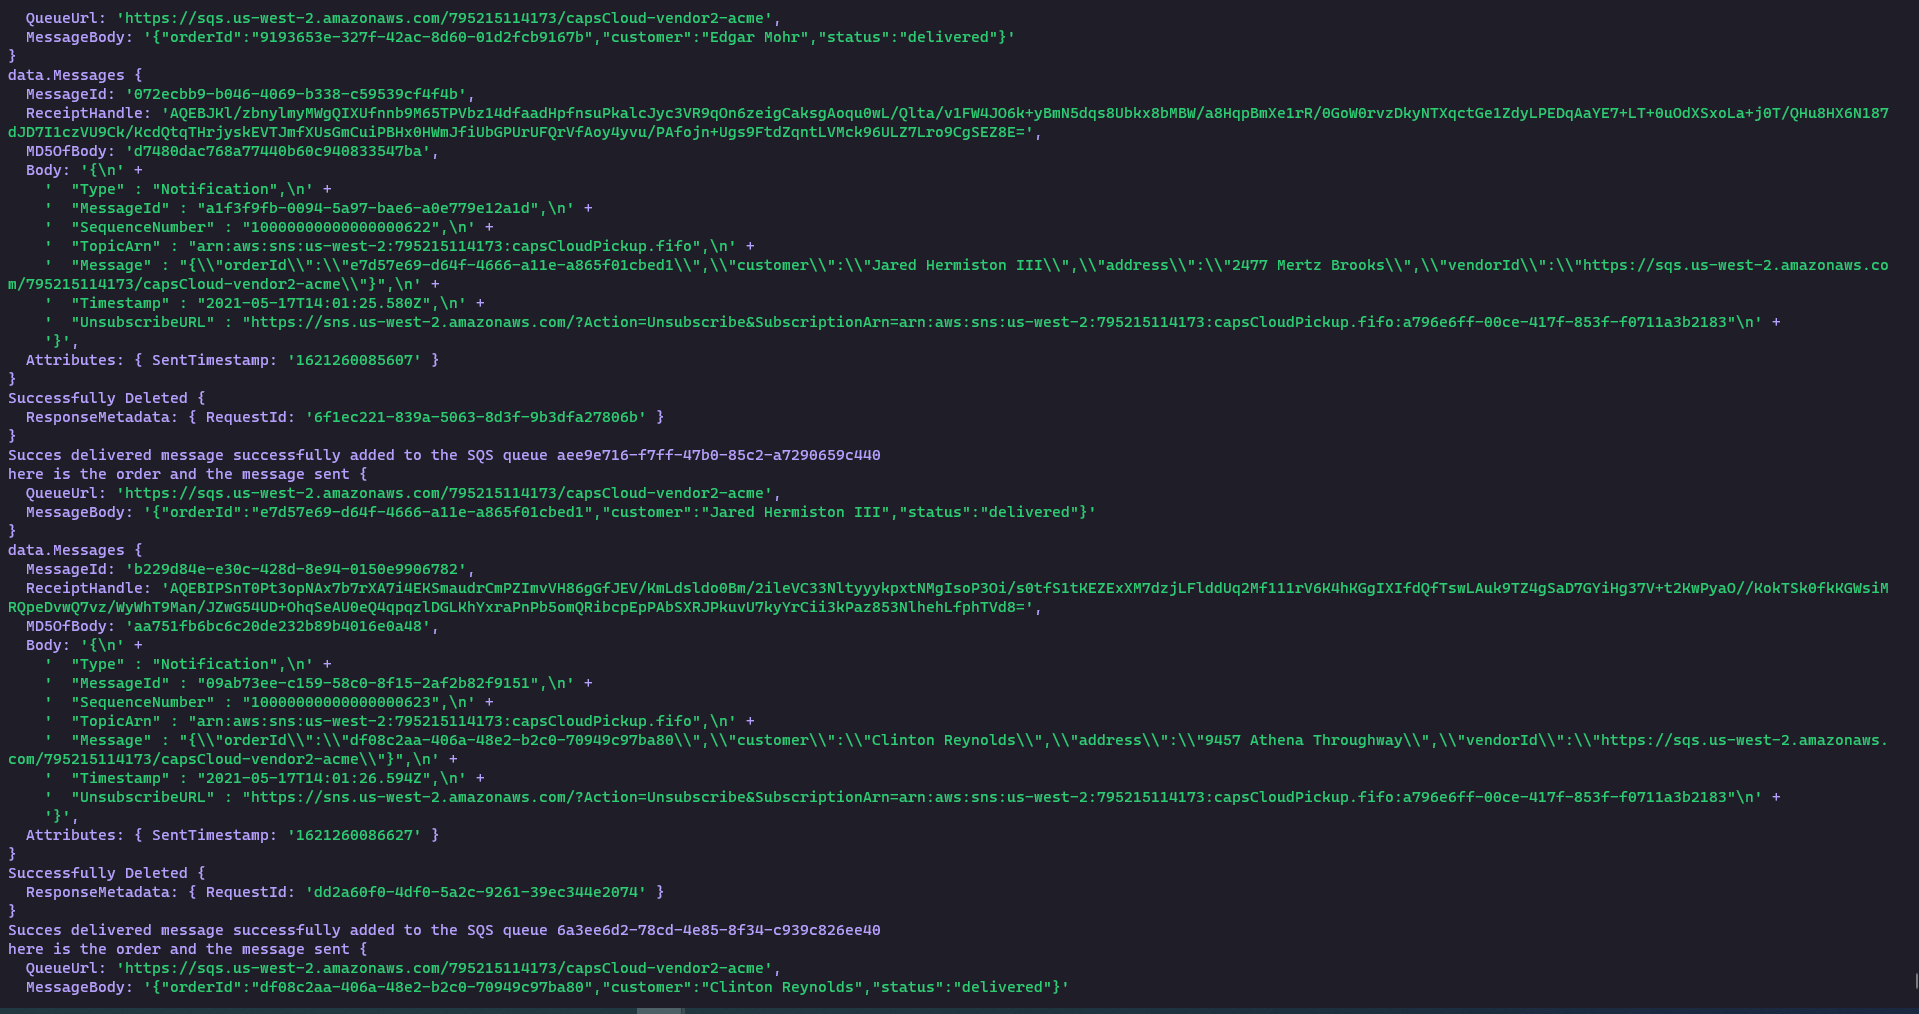 QueueUrl: 'https://sqs.us-west-2.amazonaws.com/795215114173/capsCloud-vendor2-acme',
  MessageBody: '{"orderId":"9193653e-327f-42ac-8d60-01d2fcb9167b","customer":"Edgar Mohr","status":"delivered"}'
}
data.Messages {
  MessageId: '072ecbb9-b046-4069-b338-c59539cf4f4b',
  ReceiptHandle: 'AQEBJKl/zbnylmyMWgQIXUfnnb9M65TPVbz14dfaadHpfnsuPkalcJyc3VR9qOn6zeigCaksgAoqu0wL/Qlta/v1FW4JO6k+yBmN5dqs8Ubkx8bMBW/a8HqpBmXe1rR/0GoW0rvzDkyNTXqctGe1ZdyLPEDqAaYE7+LT+0uOdXSxoLa+j0T/QHu8HX6N187
dJD7I1czVU9Ck/KcdQtqTHrjyskEVTJmfXUsGmCuiPBHx0HWmJfiUbGPUrUFQrVfAoy4yvu/PAfojn+Ugs9FtdZqntLVMck96ULZ7Lro9CgSEZ8E=',
  MD5OfBody: 'd7480dac768a77440b60c940833547ba',
  Body: '{\n' +
    '  "Type" : "Notification",\n' +
    '  "MessageId" : "a1f3f9fb-0094-5a97-bae6-a0e779e12a1d",\n' +
    '  "SequenceNumber" : "10000000000000000622",\n' +
    '  "TopicArn" : "arn:aws:sns:us-west-2:795215114173:capsCloudPickup.fifo",\n' +
    '  "Message" : "{\\"orderId\\":\\"e7d57e69-d64f-4666-a11e-a865f01cbed1\\",\\"customer\\":\\"Jared Hermiston III\\",\\"address\\":\\"2477 Mertz Brooks\\",\\"vendorId\\":\\"https://sqs.us-west-2.amazonaws.co
m/795215114173/capsCloud-vendor2-acme\\"}",\n' +
    '  "Timestamp" : "2021-05-17T14:01:25.580Z",\n' +
    '  "UnsubscribeURL" : "https://sns.us-west-2.amazonaws.com/?Action=Unsubscribe&SubscriptionArn=arn:aws:sns:us-west-2:795215114173:capsCloudPickup.fifo:a796e6ff-00ce-417f-853f-f0711a3b2183"\n' +
    '}',
  Attributes: { SentTimestamp: '1621260085607' }
}
Successfully Deleted {
  ResponseMetadata: { RequestId: '6f1ec221-839a-5063-8d3f-9b3dfa27806b' }
}
Succes delivered message successfully added to the SQS queue aee9e716-f7ff-47b0-85c2-a7290659c440
here is the order and the message sent {
  QueueUrl: 'https://sqs.us-west-2.amazonaws.com/795215114173/capsCloud-vendor2-acme',
  MessageBody: '{"orderId":"e7d57e69-d64f-4666-a11e-a865f01cbed1","customer":"Jared Hermiston III","status":"delivered"}'
}
data.Messages {
  MessageId: 'b229d84e-e30c-428d-8e94-0150e9906782',
  ReceiptHandle: 'AQEBIPSnT0Pt3opNAx7b7rXA7i4EKSmaudrCmPZImvVH86gGfJEV/KmLdsldo0Bm/2ileVC33NltyyykpxtNMgIsoP3Oi/s0tfS1tKEZExXM7dzjLFlddUq2Mf111rV6K4hKGgIXIfdQfTswLAuk9TZ4gSaD7GYiHg37V+t2KwPyaO//KokTSk0fkKGWsiM
RQpeDvwQ7vz/WyWhT9Man/JZwG54UD+OhqSeAU0eQ4qpqzlDGLKhYxraPnPb5omQRibcpEpPAbSXRJPkuvU7kyYrCii3kPaz853NlhehLfphTVd8=',
  MD5OfBody: 'aa751fb6bc6c20de232b89b4016e0a48',
  Body: '{\n' +
    '  "Type" : "Notification",\n' +
    '  "MessageId" : "09ab73ee-c159-58c0-8f15-2af2b82f9151",\n' +
    '  "SequenceNumber" : "10000000000000000623",\n' +
    '  "TopicArn" : "arn:aws:sns:us-west-2:795215114173:capsCloudPickup.fifo",\n' +
    '  "Message" : "{\\"orderId\\":\\"df08c2aa-406a-48e2-b2c0-70949c97ba80\\",\\"customer\\":\\"Clinton Reynolds\\",\\"address\\":\\"9457 Athena Throughway\\",\\"vendorId\\":\\"https://sqs.us-west-2.amazonaws.
com/795215114173/capsCloud-vendor2-acme\\"}",\n' +
    '  "Timestamp" : "2021-05-17T14:01:26.594Z",\n' +
    '  "UnsubscribeURL" : "https://sns.us-west-2.amazonaws.com/?Action=Unsubscribe&SubscriptionArn=arn:aws:sns:us-west-2:795215114173:capsCloudPickup.fifo:a796e6ff-00ce-417f-853f-f0711a3b2183"\n' +
    '}',
  Attributes: { SentTimestamp: '1621260086627' }
}
Successfully Deleted {
  ResponseMetadata: { RequestId: 'dd2a60f0-4df0-5a2c-9261-39ec344e2074' }
}
Succes delivered message successfully added to the SQS queue 6a3ee6d2-78cd-4e85-8f34-c939c826ee40
here is the order and the message sent {
  QueueUrl: 'https://sqs.us-west-2.amazonaws.com/795215114173/capsCloud-vendor2-acme',
  MessageBody: '{"orderId":"df08c2aa-406a-48e2-b2c0-70949c97ba80","customer":"Clinton Reynolds","status":"delivered"}'